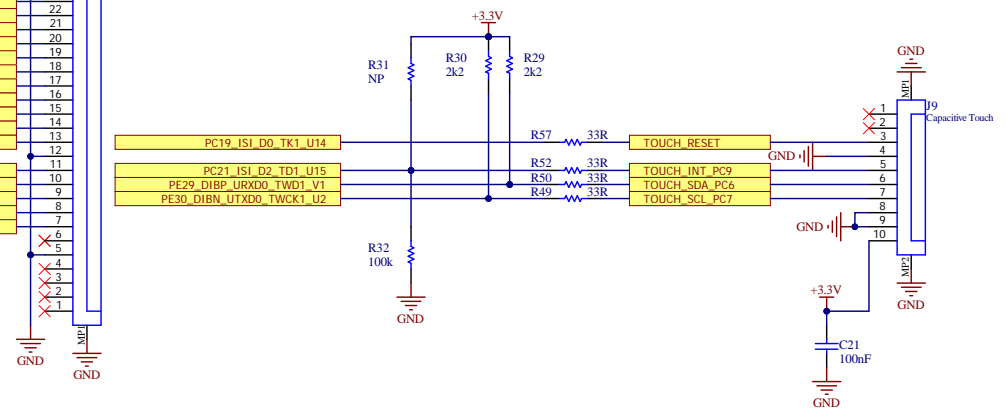 22
21
20
19
18
17
16
15
14
13
12
11
10
9
8
7
6
5
4
3
2
1
MP1
GND
GND
+3.3V
R31
NP
R30
2k2
R29
2k2
PC19_ISI_D0_TK1_U14
R57
33R
TOUCH_RESET
PC21_ISI_D2_TD1_U15
R52
33R
TOUCH_INT_PC9
PE29_DIBP_URXD0_TWD1_V1
R50
33R
TOUCH_SDA_PC6
PE30_DIBN_UTXD0_TWCK1_U2
R49
33R
TOUCH_SCL_PC7
R32
100k
GND
GND
MP1
J9
Capacitive Touch
1
2
3
4
5
6
7
8
9
10
GND
GND
MP2
GND
+3.3V
C21
100nF
GND